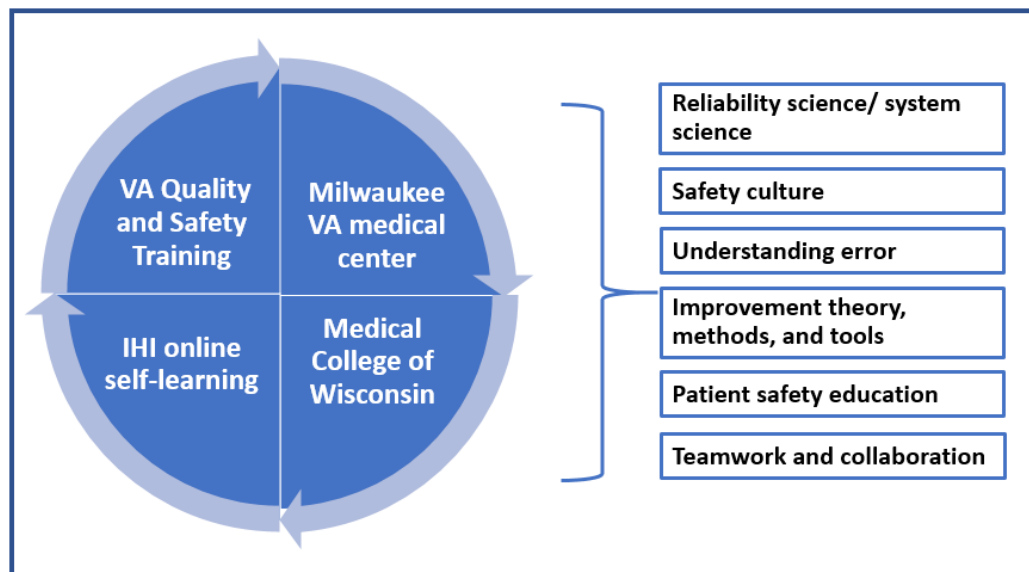 VA Quality
and Safety
Training
Milwaukee
VA medical
center
IHI online
self-learning
Medical
College of
Wisconsin
Reliability science/ system
science
Safety culture
Understanding error
Improvement theory,
methods, and tools
Patient safety education
Teamwork and collaboration